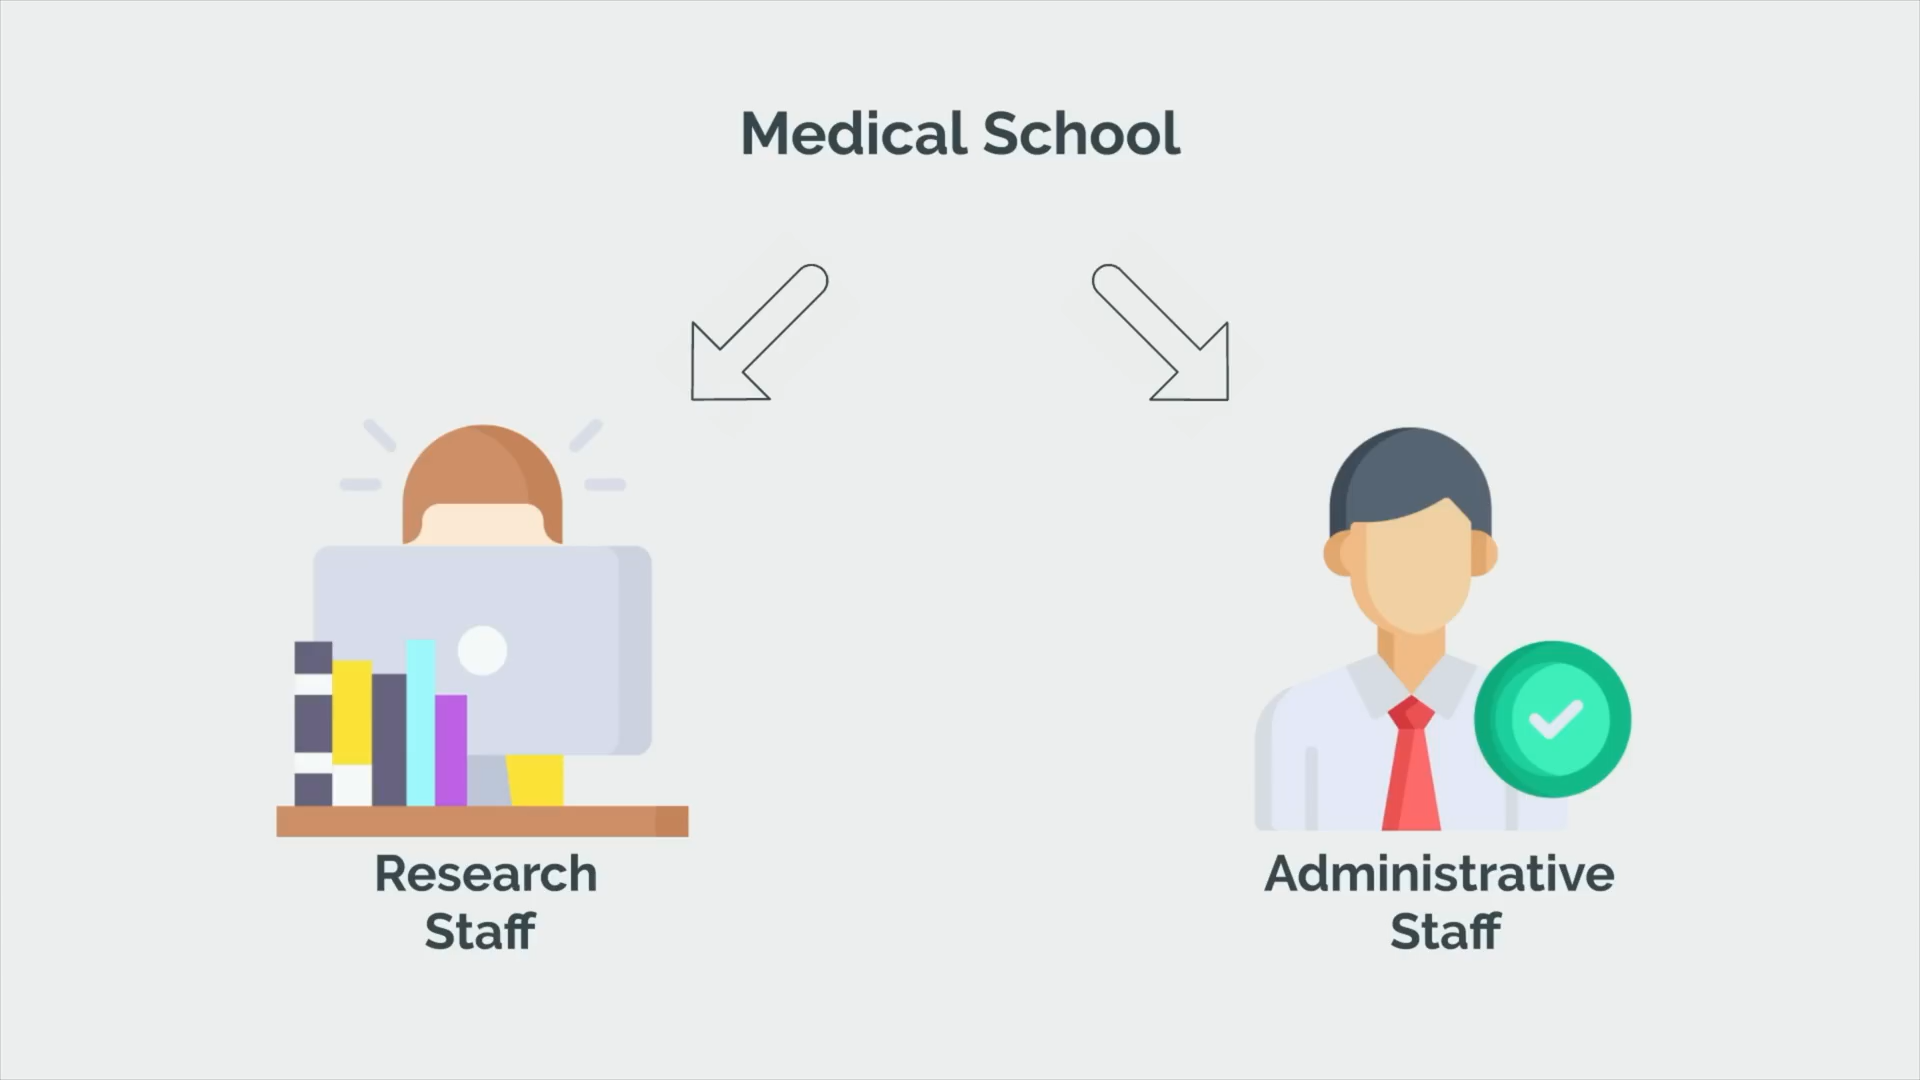 Medical School
Research
Staff
Administrative
Staff